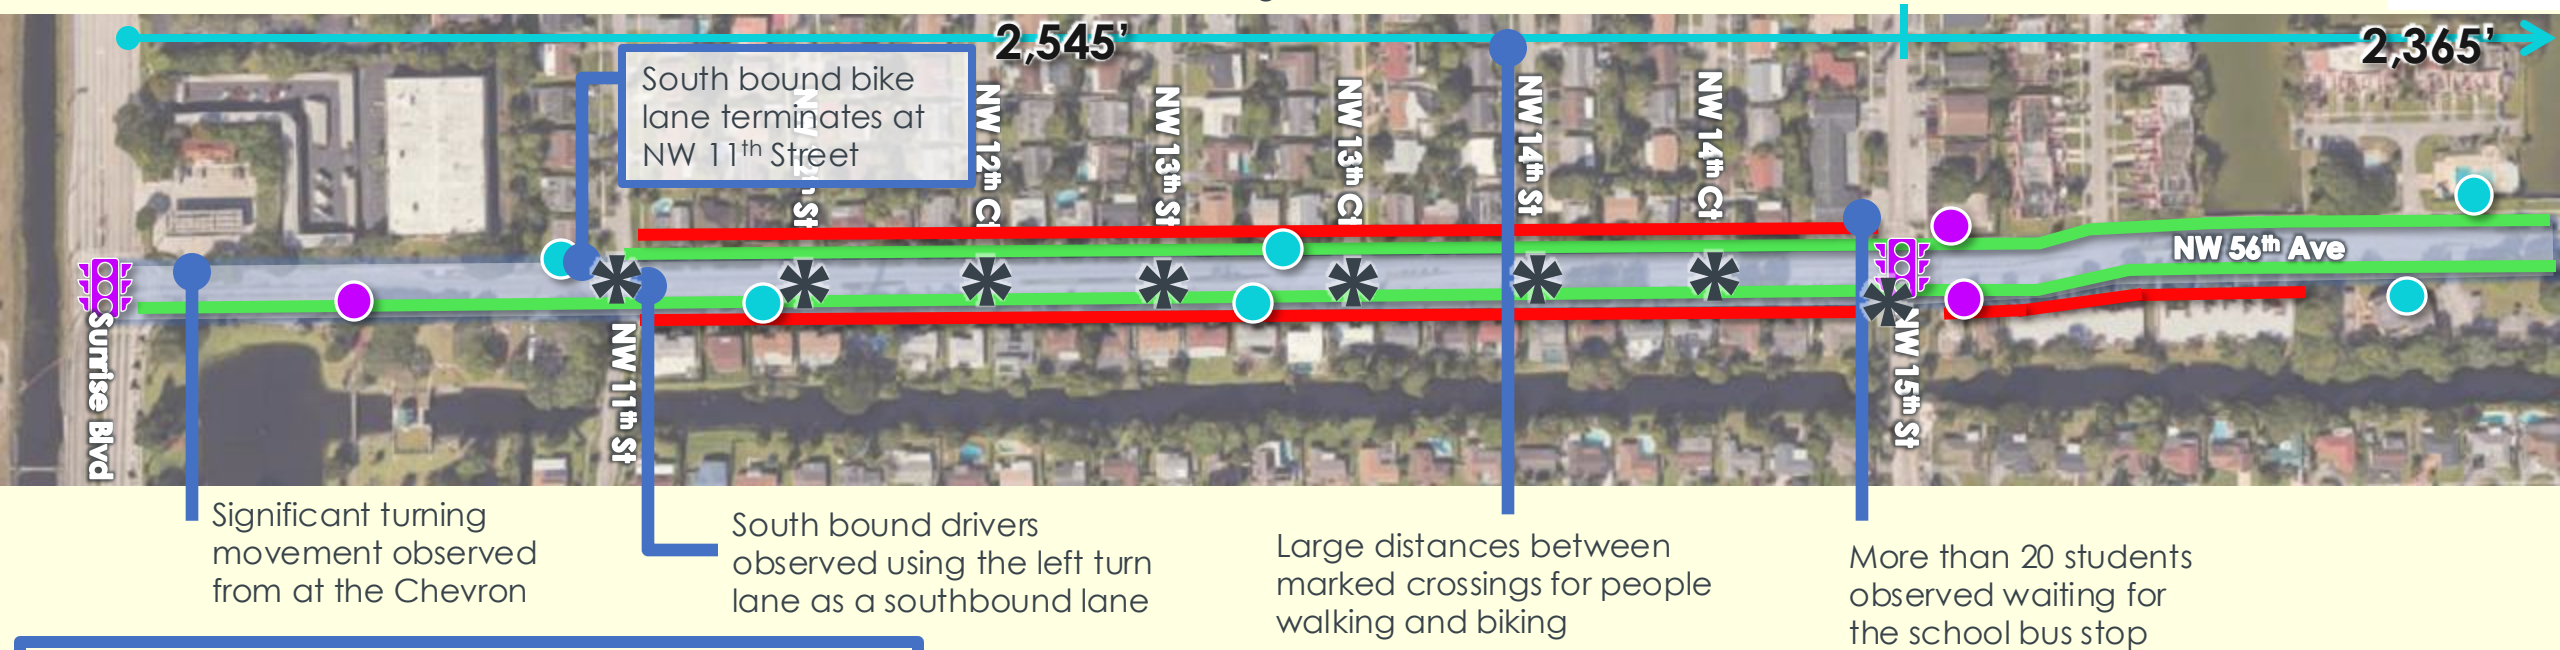 2,545’
2,365’
South bound bike
lane terminates at
NW 11th Street
NW 12th St
NW 12th Ct
NW 13th St
NW 13th Ct
NW 14th St
NW 14th Ct
NW 56th Ave
Sunrise Blvd
NW 11th St
NW 15th St
Significant turning
movement observed
from at the Chevron
South bound drivers
observed using the left turn
lane as a southbound lane
Large distances between
marked crossings for people
walking and biking
More than 20 students
observed waiting for
the school bus stop